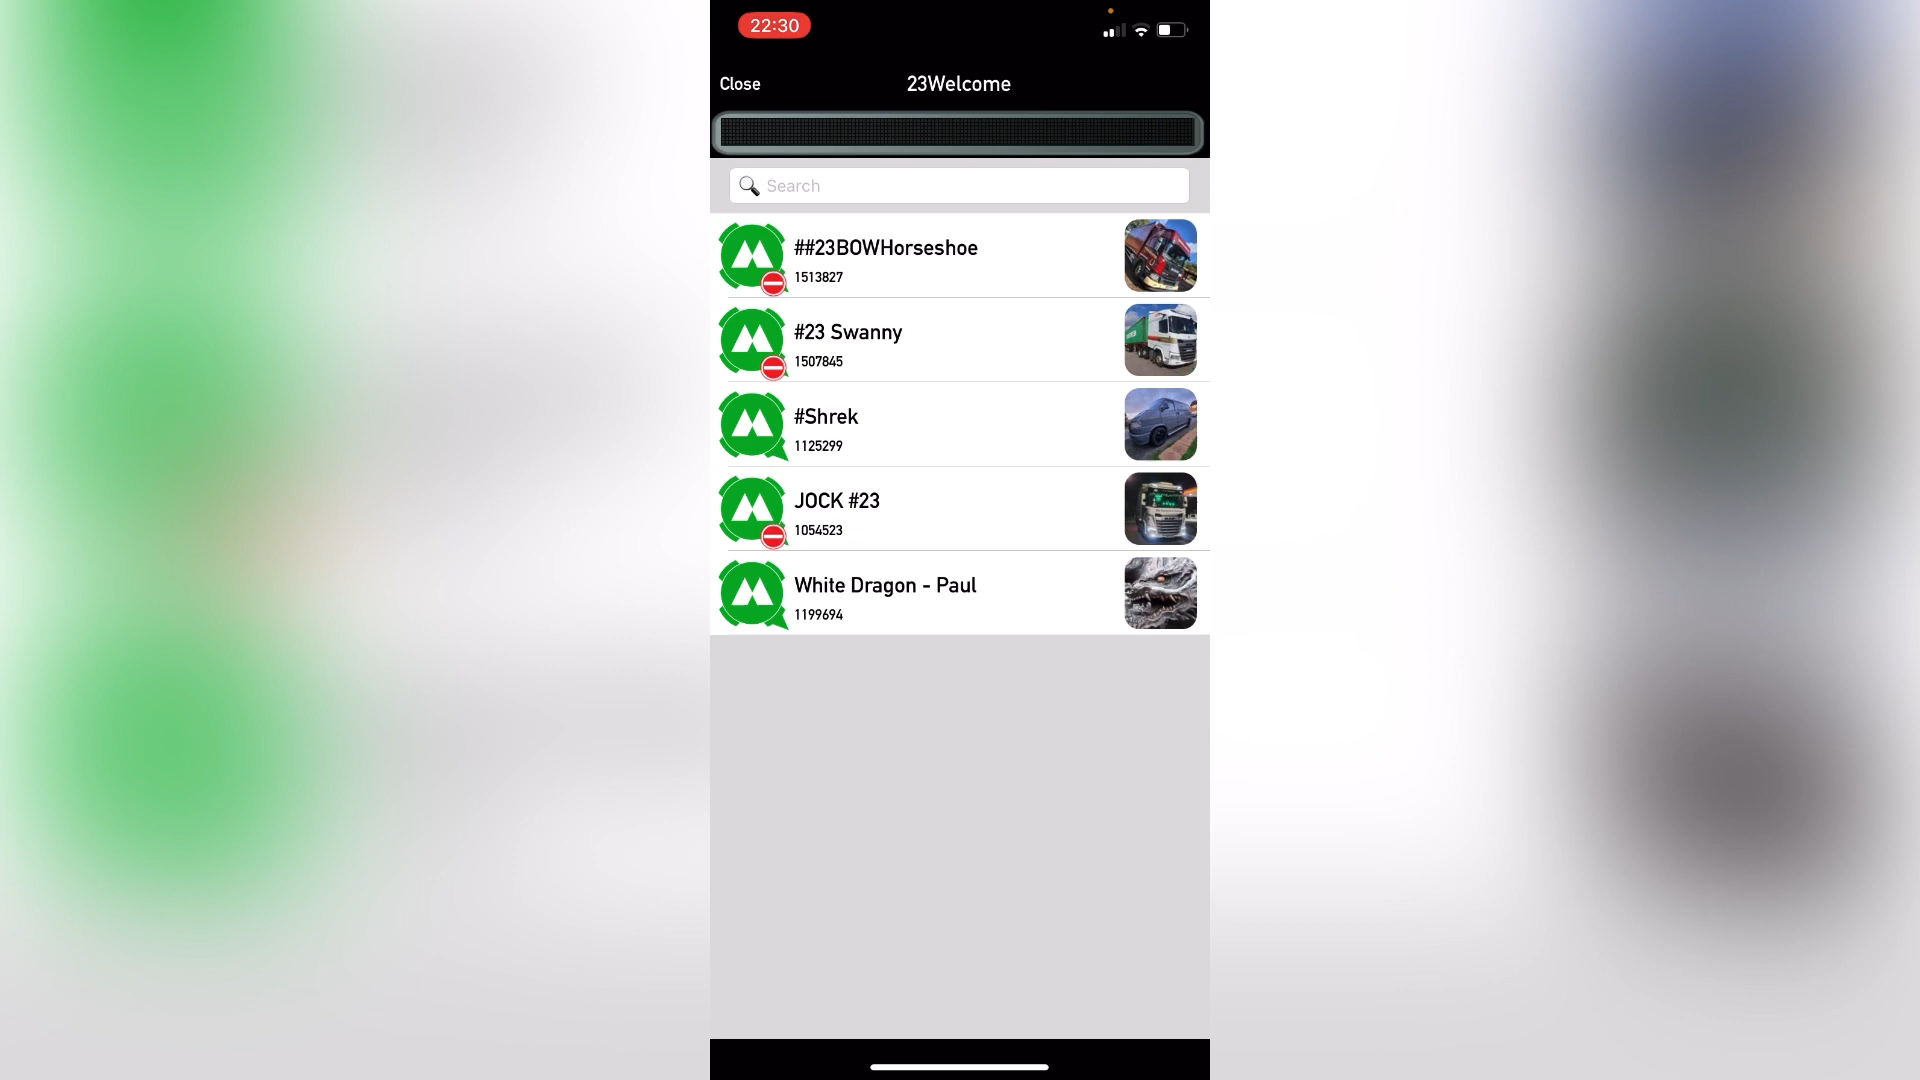 22:30
Close
23Welcome
Search
##23BOWHorseshoe
1513827
#23 Swanny
1507845
#Shrek
1125299
JOCK #23
1054523
White Dragon - Paul
1199694